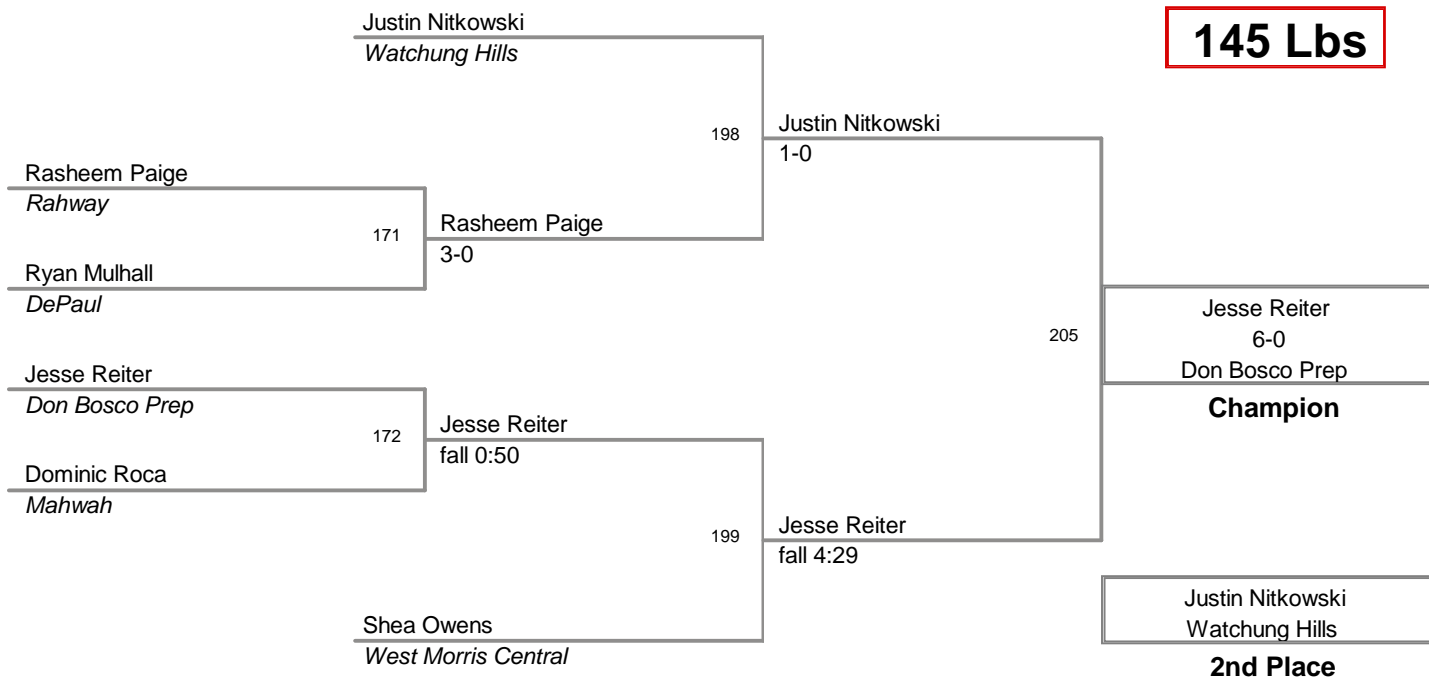 145 Lbs
Justin Nitkowski
Watchung Hills
198
Justin Nitkowski
1-0
Rasheem Paige
Rahway
171
Rasheem Paige
3-0
Ryan Mulhall
DePaul
205
Jesse Reiter
6-0
Don Bosco Prep
Champion
Jesse Reiter
Don Bosco Prep
172
Jesse Reiter
fall 0:50
Dominic Roca
Mahwah
199
Jesse Reiter
fall 4:29
Shea Owens
West Morris Central
Justin Nitkowski
Watchung Hills
2nd Place